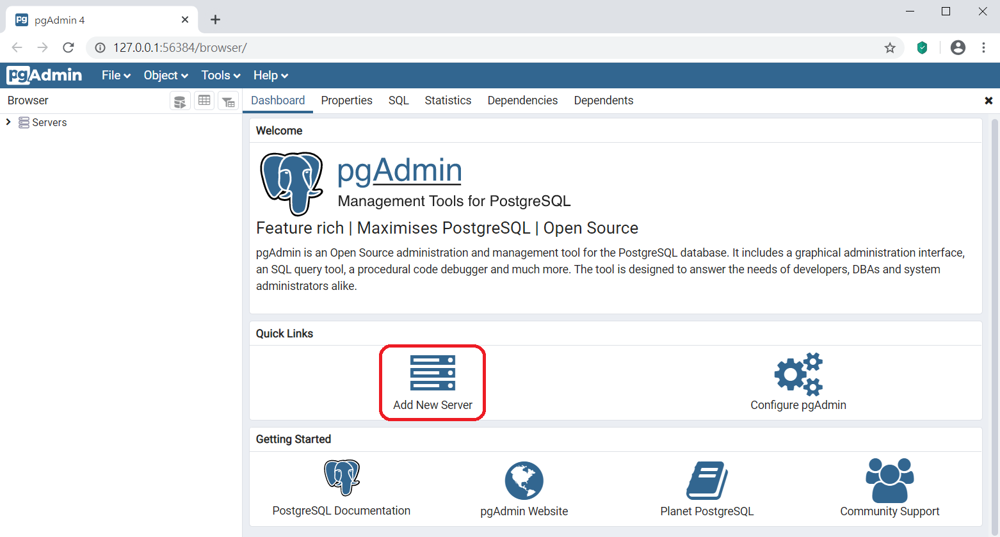 pgAdmin 4
127.0.0.1:56384/browser/
pgAdmin File Object Tools Help
Browser
Dashboard Properties SQL Statistics Dependencies Dependents
Servers
Welcome
pgAdmin
Management Tools for PostgreSQL
Feature rich | Maximises PostgreSQL | Open Source
pgAdmin is an Open Source administration and management tool for the PostgreSQL database. It includes a graphical administration interface,
an SQL query tool, a procedural code debugger and much more. The tool is designed to answer the needs of developers, DBAs and system
administrators alike.
Quick Links
Add New Server
Configure pgAdmin
Getting Started
PostgreSQL Documentation
pgAdmin Website
Planet PostgreSQL
Community Support